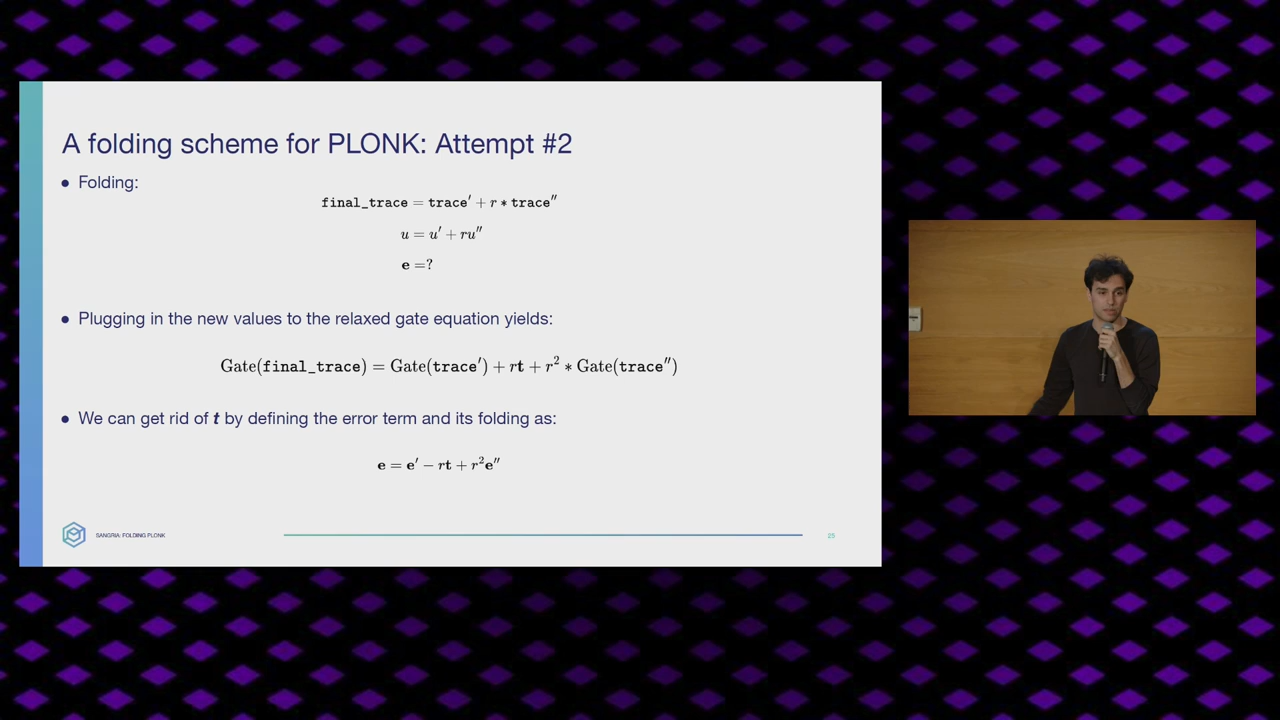 A folding scheme for PLONK: Attempt #2
● Folding:
final_trace = trace′ + r ∗ trace″
u = u′ + ru″
e =?
● Plugging in the new values to the relaxed gate equation yields:
Gate(final_trace) = Gate(trace′) + rt + r² ∗ Gate(trace″)
● We can get rid of t by defining the error term and its folding as:
e = e′ − rt + r²e″
SANGRIA: FOLDING PLONK
25